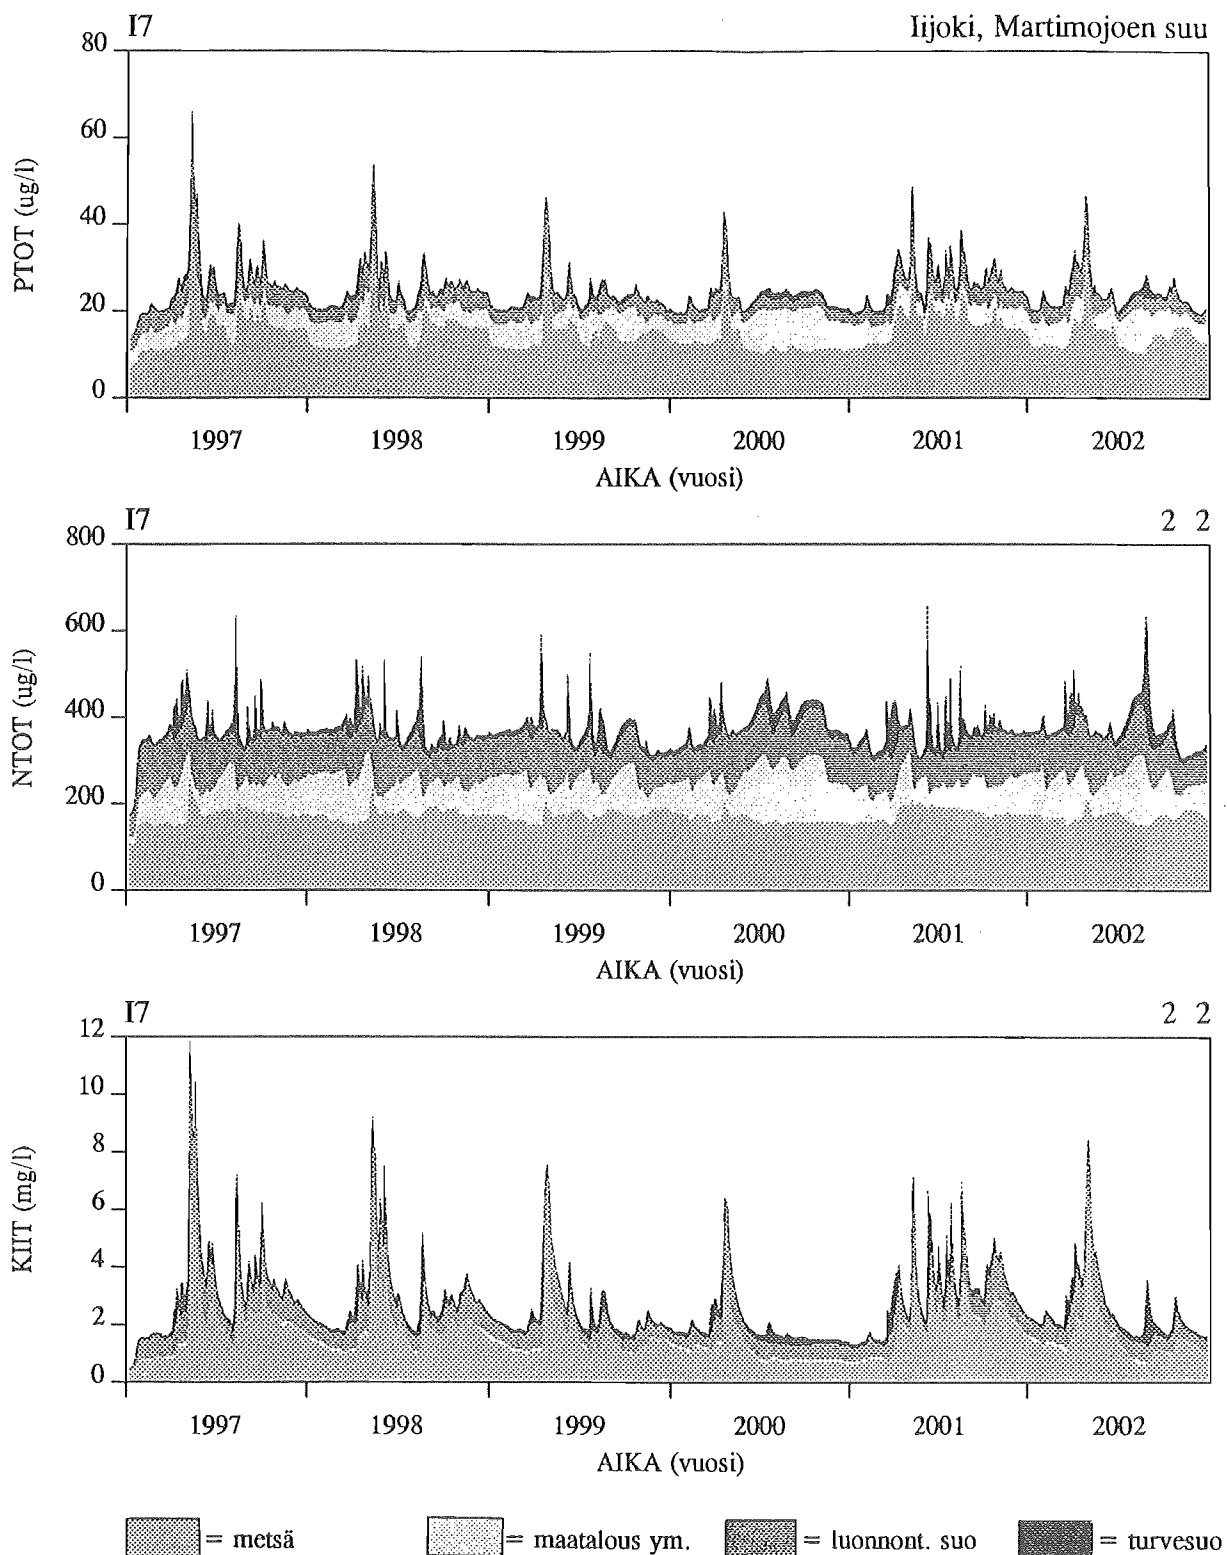 I7 Iijoki, Martimojoen suu
80
60
40
20
0
PTOT (ug/l)
1997 1998 1999 2000 2001 2002
AIKA (vuosi)
I7 2 2
800
600
400
200
0
NTOT (ug/l)
1997 1998 1999 2000 2001 2002
AIKA (vuosi)
I7 2 2
12
10
8
6
4
2
0
KIIT (mg/l)
1997 1998 1999 2000 2001 2002
AIKA (vuosi)
= metsä = maatalous ym. = luonnont. suo = turvesuo